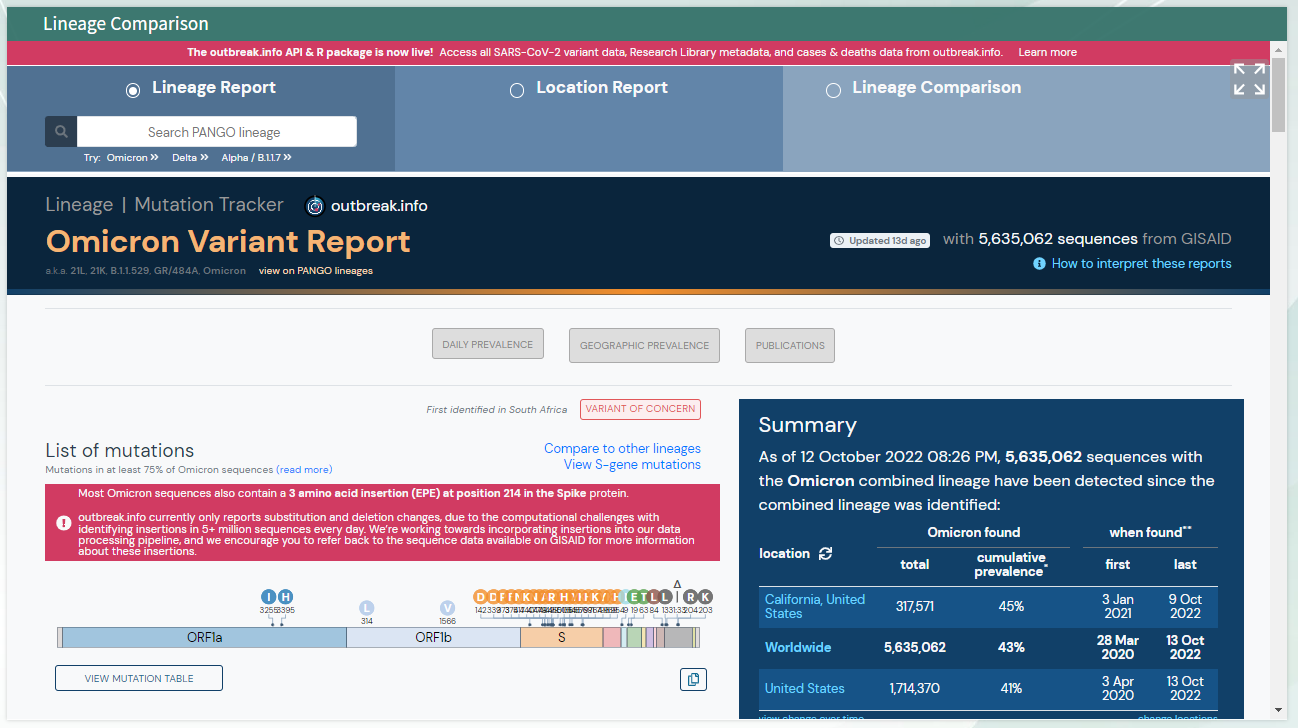 Lineage Comparison
The outbreak.info API & R package is now live! Access all SARS-CoV-2 variant data, Research Library metadata, and cases & deaths data from outbreak.info. Learn more
Lineage Report
Location Report
Lineage Comparison
Search PANGO lineage
Try: Omicron >> Delta >> Alpha / B.1.1.7 >>
Lineage | Mutation Tracker outbreak.info
Omicron Variant Report
Updated 13d ago with 5,635,062 sequences from GISAID
a.k.a. 21L, 21K, B.1.1.529, GR/484A, Omicron view on PANGO lineages
How to interpret these reports
DAILY PREVALENCE
GEOGRAPHIC PREVALENCE
PUBLICATIONS
First identified in South Africa VARIANT OF CONCERN
List of mutations
Mutations in at least 75% of Omicron sequences (read more)
Compare to other lineages
View S-gene mutations
Most Omicron sequences also contain a 3 amino acid insertion (EPE) at position 214 in the Spike protein.
outbreak.info currently only reports substitution and deletion changes, due to the computational challenges with
identifying insertions in 5+ million sequences every day. We're working towards incorporating insertions into our data
processing pipeline, and we encourage you to refer back to the sequence data available on GISAID for more information
about these insertions.
I H
3255 3395
L
314
V
1566
ORF1a ORF1b S
VIEW MUTATION TABLE
Summary
As of 12 October 2022 08:26 PM, 5,635,062 sequences with
the Omicron combined lineage have been detected since the
combined lineage was identified:
Omicron found when found**
location total cumulative prevalence* first last
California, United States 317,571 45% 3 Jan 2021 9 Oct 2022
Worldwide 5,635,062 43% 28 Mar 2020 13 Oct 2022
United States 1,714,370 41% 3 Apr 2020 13 Oct 2022
view change over time change locations